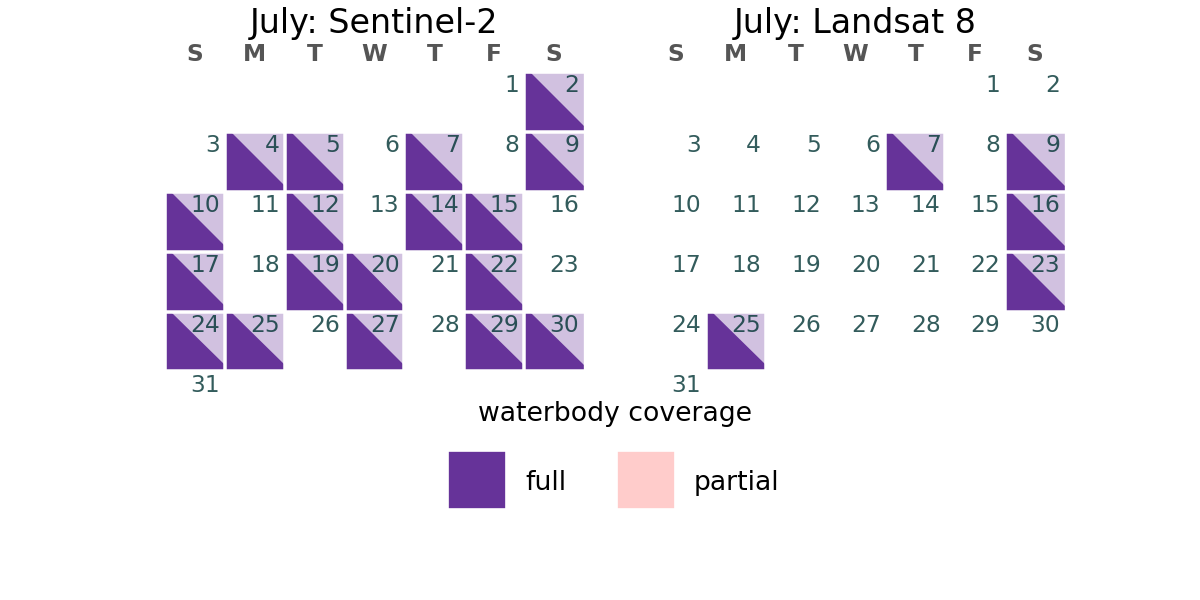 July: Sentinel-2
S M T W T F S
1 2
3 4 5 6 7 8 9
10 11 12 13 14 15 16
17 18 19 20 21 22 23
24 25 26 27 28 29 30
31
July: Landsat 8
S M T W T F S
1 2
3 4 5 6 7 8 9
10 11 12 13 14 15 16
17 18 19 20 21 22 23
24 25 26 27 28 29 30
31
waterbody coverage
full partial